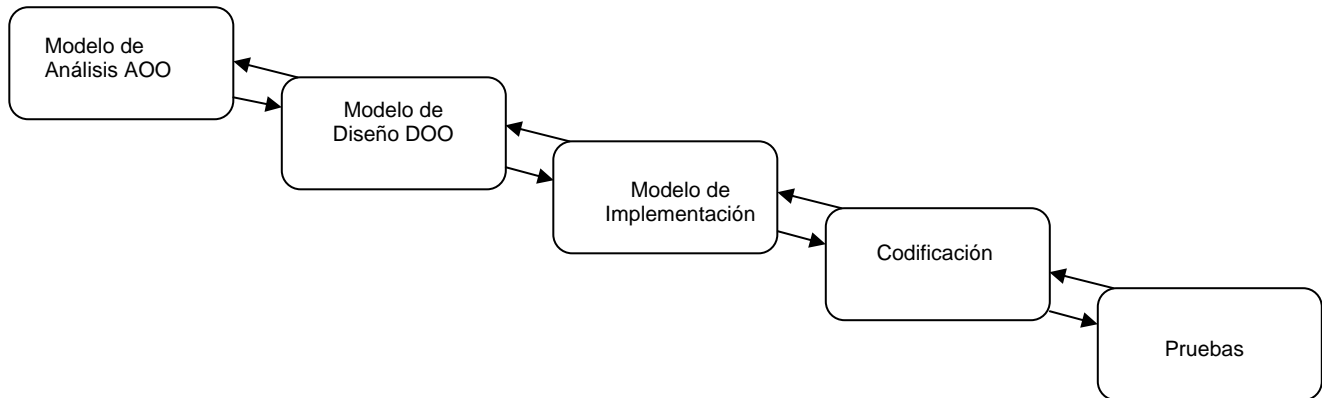 Modelo de
Análisis AOO
Modelo de
Diseño DOO
Modelo de
Implementación
Codificación
Pruebas